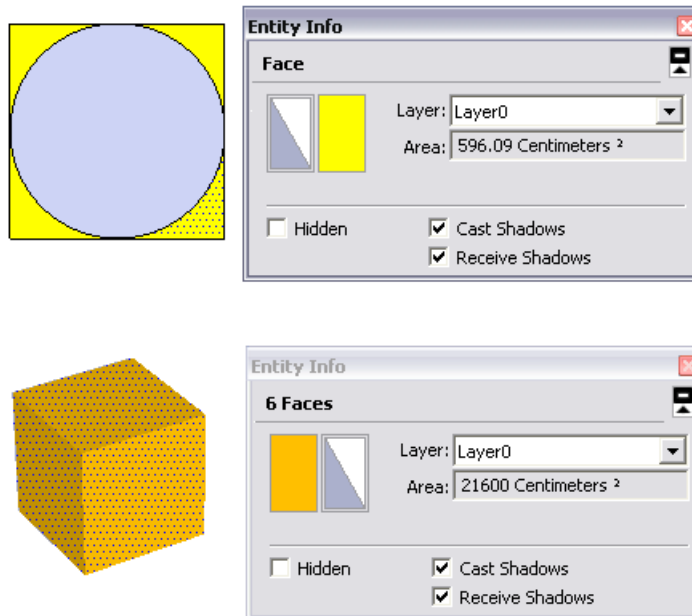 Entity Info
Face
Layer: Layer0
Area: 596.09 Centimeters ²
Hidden
Cast Shadows
Receive Shadows
Entity Info
6 Faces
Layer: Layer0
Area: 21600 Centimeters ²
Hidden
Cast Shadows
Receive Shadows